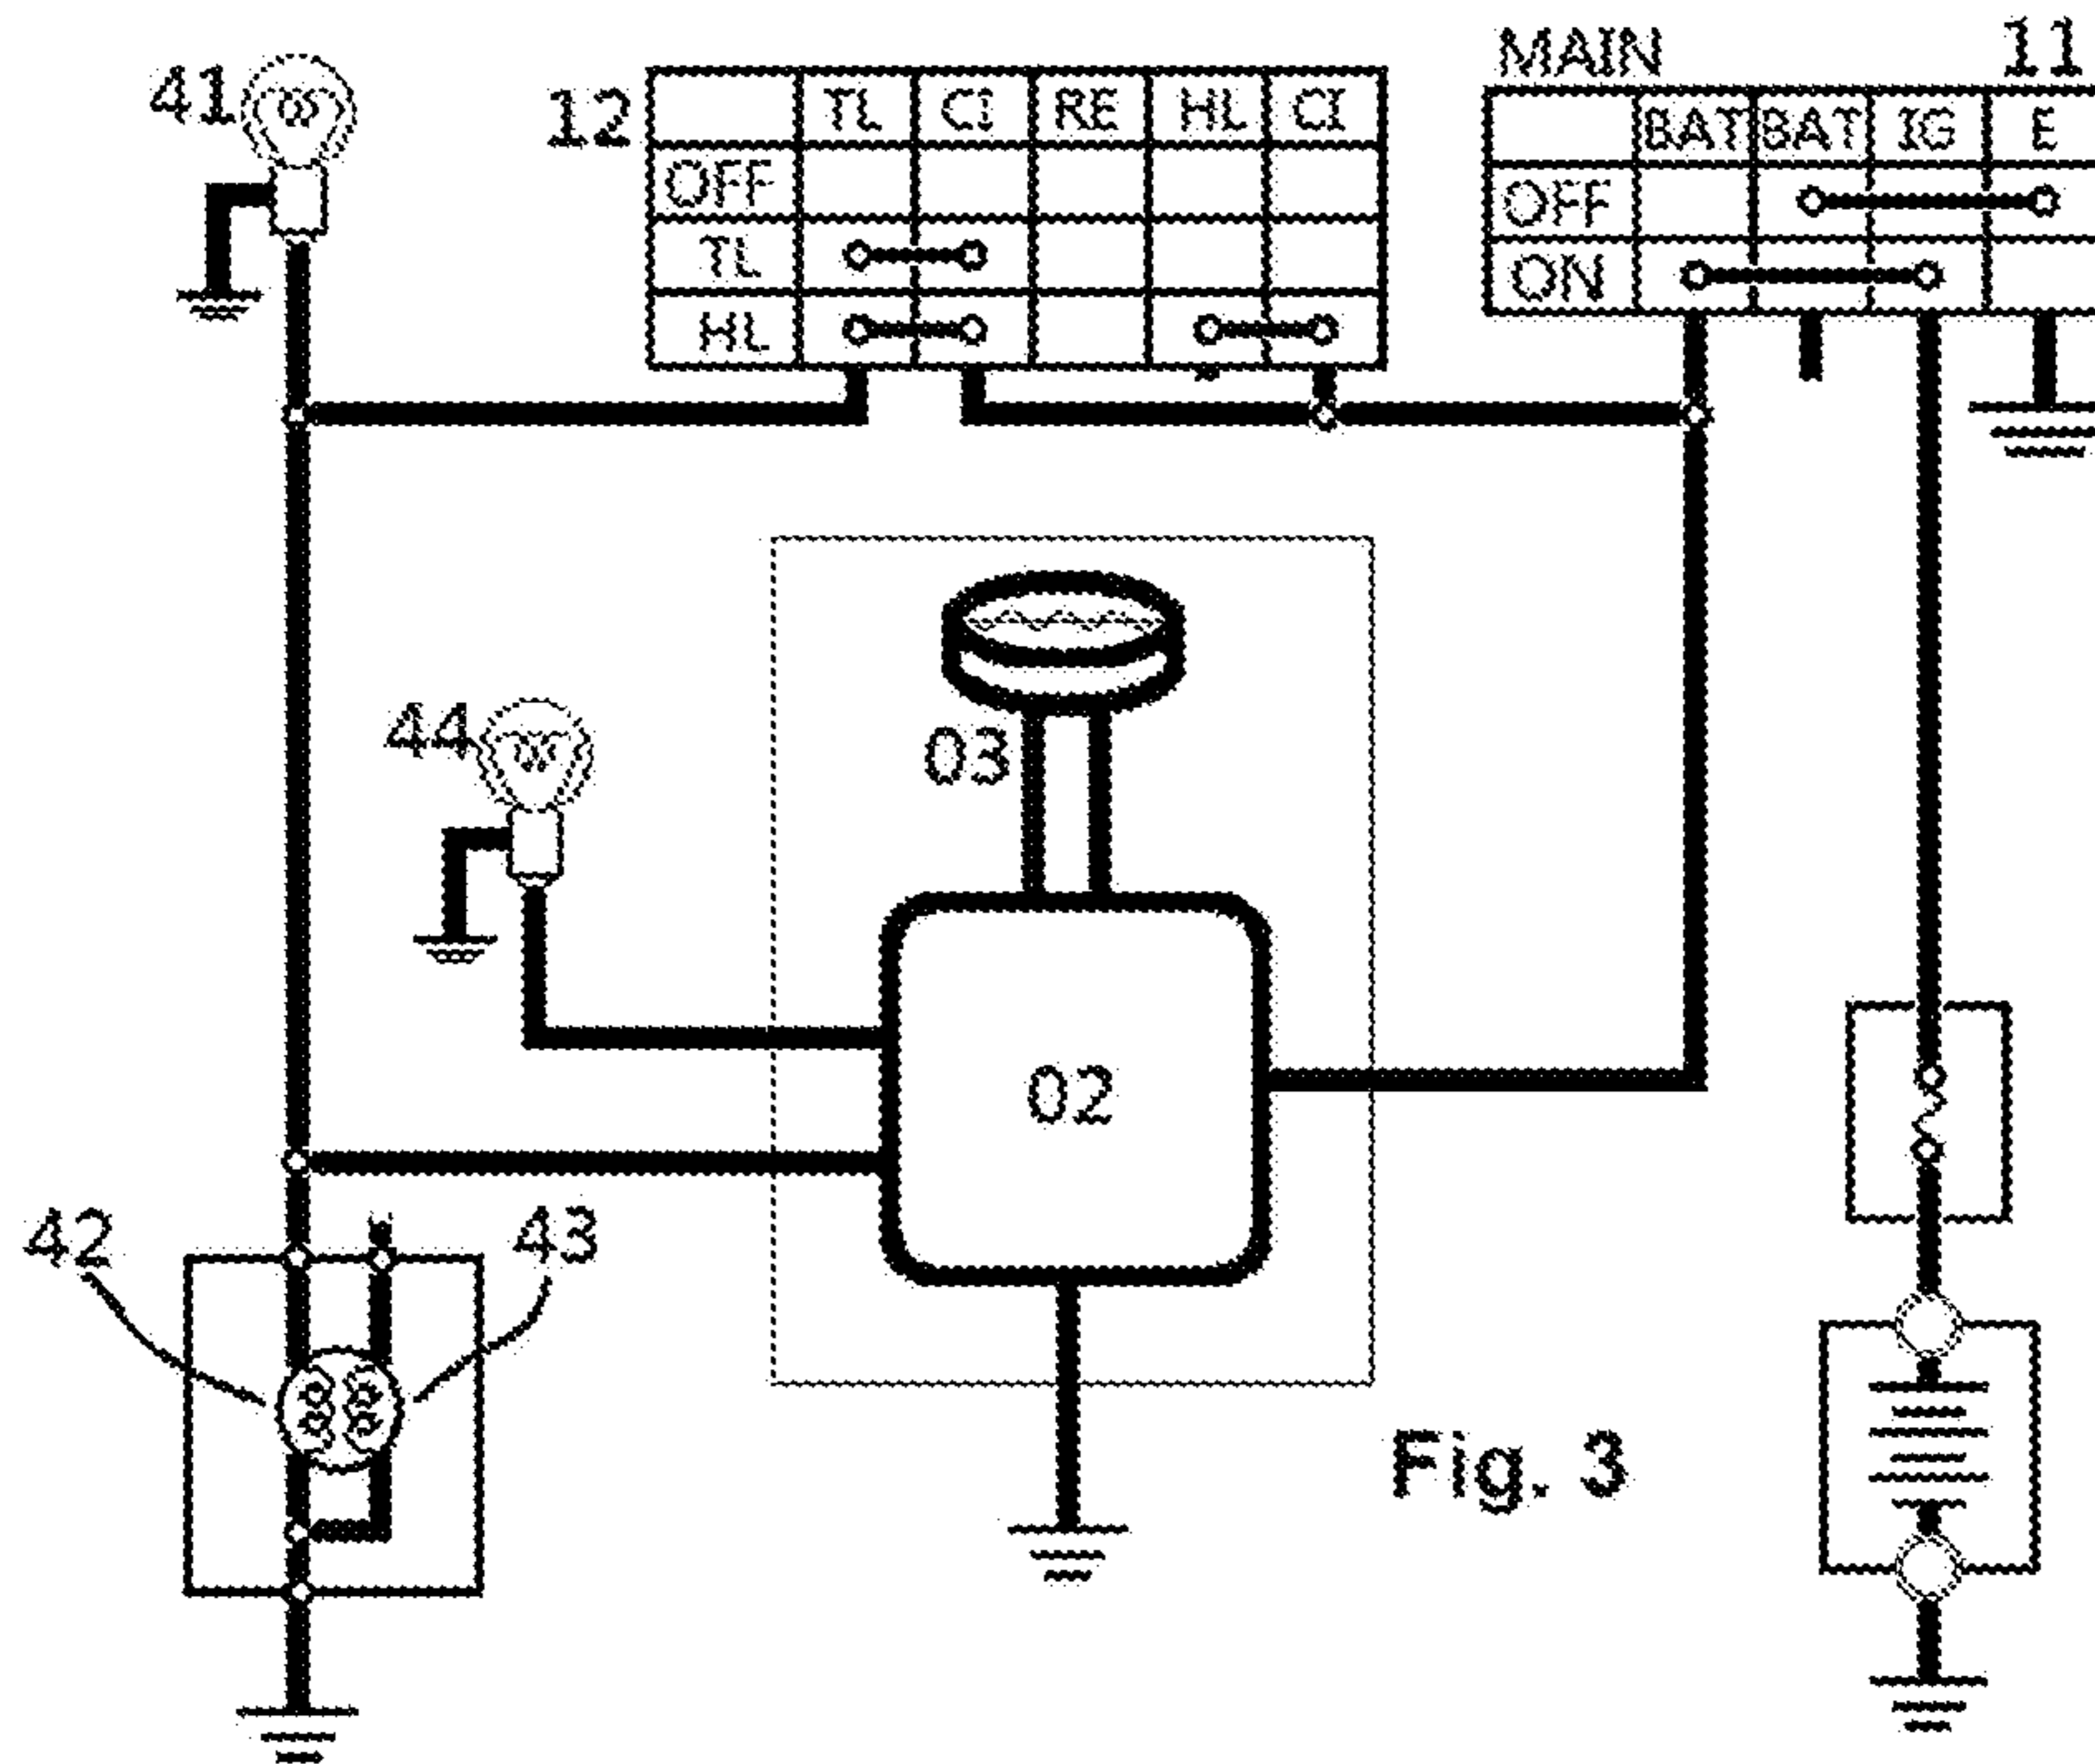 MAIN 11
41
12
TL CI RE HL CI
OFF
TL
HL
BAT BAT IG E
OFF
ON
44
03
02
42
43
Fig. 3